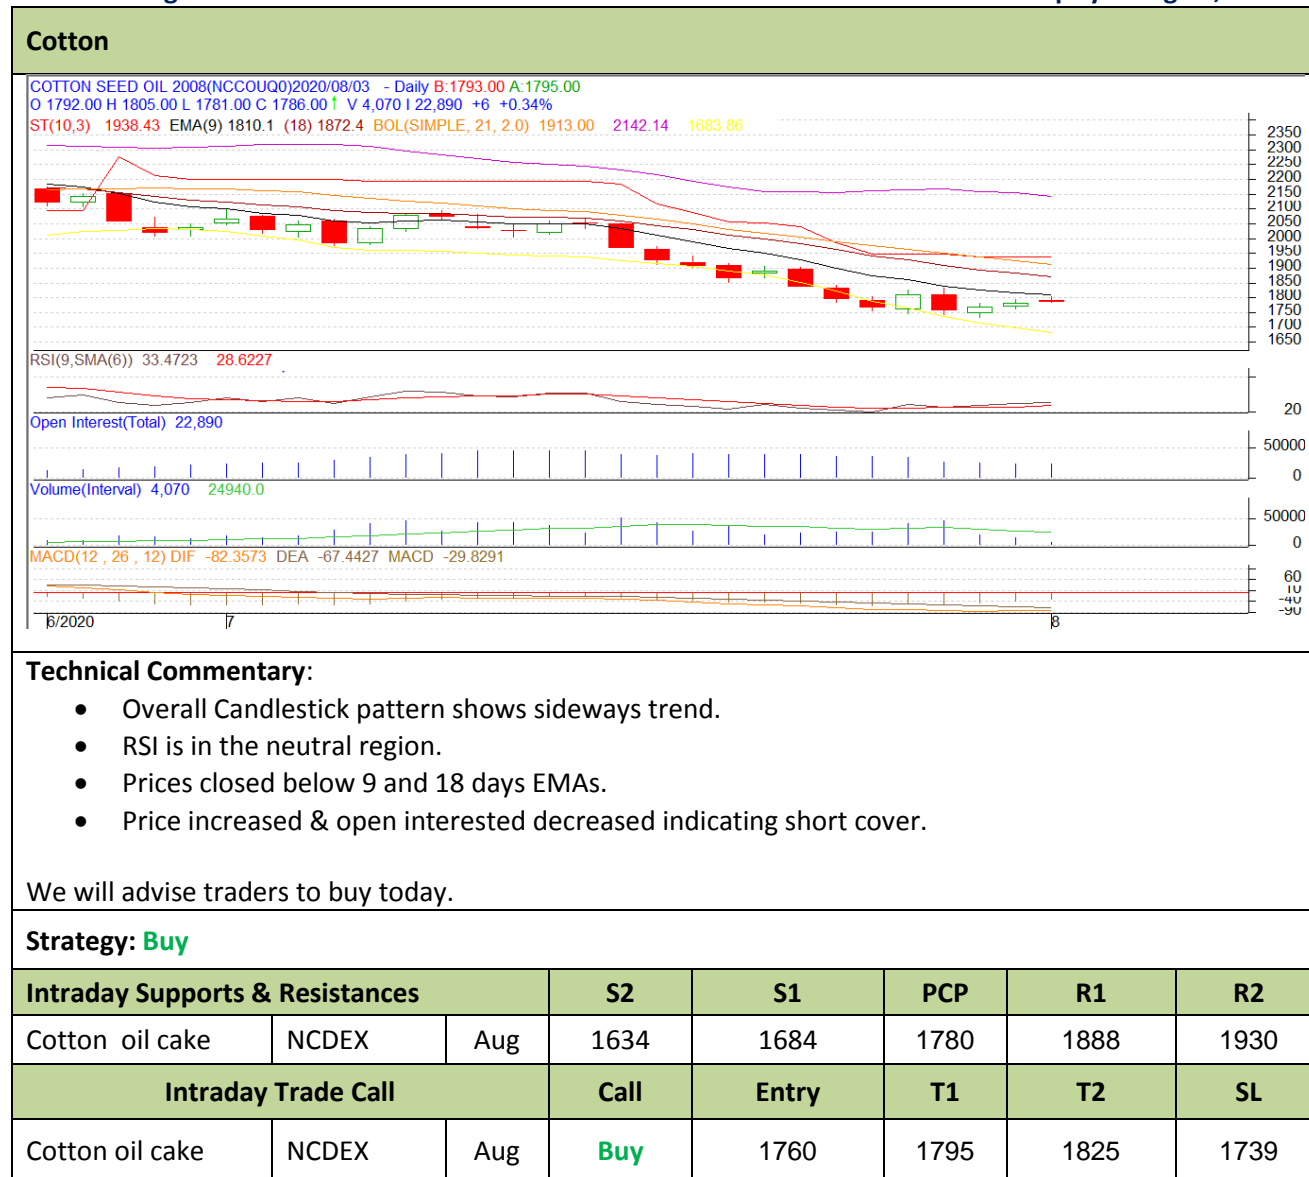 Cotton
COTTON SEED OIL 2008(NCCOUQ0)2020/08/03 - Daily B:1793.00 A:1795.00
O 1792.00 H 1805.00 L 1781.00 C 1786.00↑ V 4,070 I 22,890 +6 +0.34%
ST(10,3) 1938.43 EMA(9) 1810.1 (18) 1872.4 BOL(SIMPLE, 21, 2.0) 1913.00 2142.14 1683.86
2350
2300
2250
2200
2150
2100
2050
2000
1950
1900
1850
1800
1750
1700
1650
RSI(9,SMA(6)) 33.4723 28.6227
20
Open Interest(Total) 22,890
50000
0
Volume(Interval) 4,070 24940.0
50000
0
MACD(12 , 26 , 12) DIF -82.3573 DEA -67.4427 MACD -29.8291
60
10
-40
-90
6/2020 7 8
Technical Commentary:
• Overall Candlestick pattern shows sideways trend.
• RSI is in the neutral region.
• Prices closed below 9 and 18 days EMAs.
• Price increased & open interested decreased indicating short cover.
We will advise traders to buy today.
Strategy: Buy
Intraday Supports & Resistances S2 S1 PCP R1 R2
Cotton oil cake NCDEX Aug 1634 1684 1780 1888 1930
Intraday Trade Call Call Entry T1 T2 SL
Cotton oil cake NCDEX Aug Buy 1760 1795 1825 1739